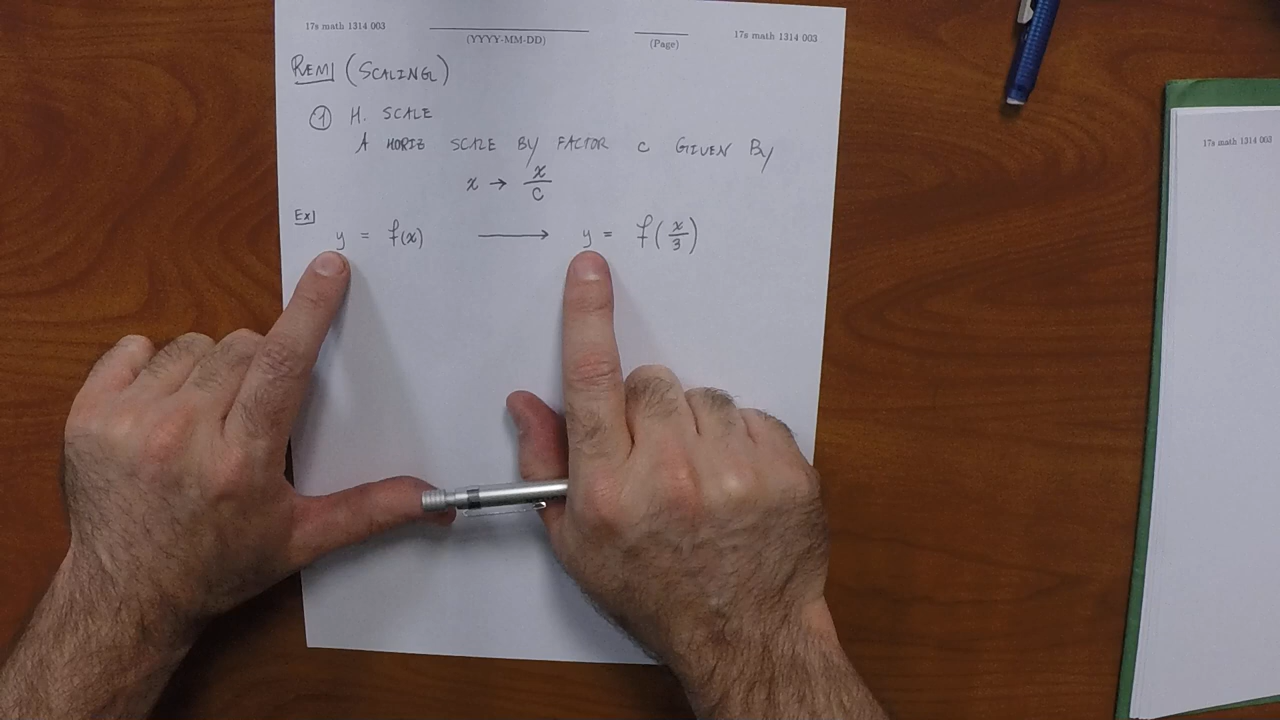 17s math 1314 003 (YYYY-MM-DD) (Page) 17s math 1314 003
REM (SCALING)
① H. SCALE
A HORIZ SCALE BY FACTOR c GIVEN BY
x → x/c
Ex
y = f(x) → y = f(x/3)
17s math 1314 003